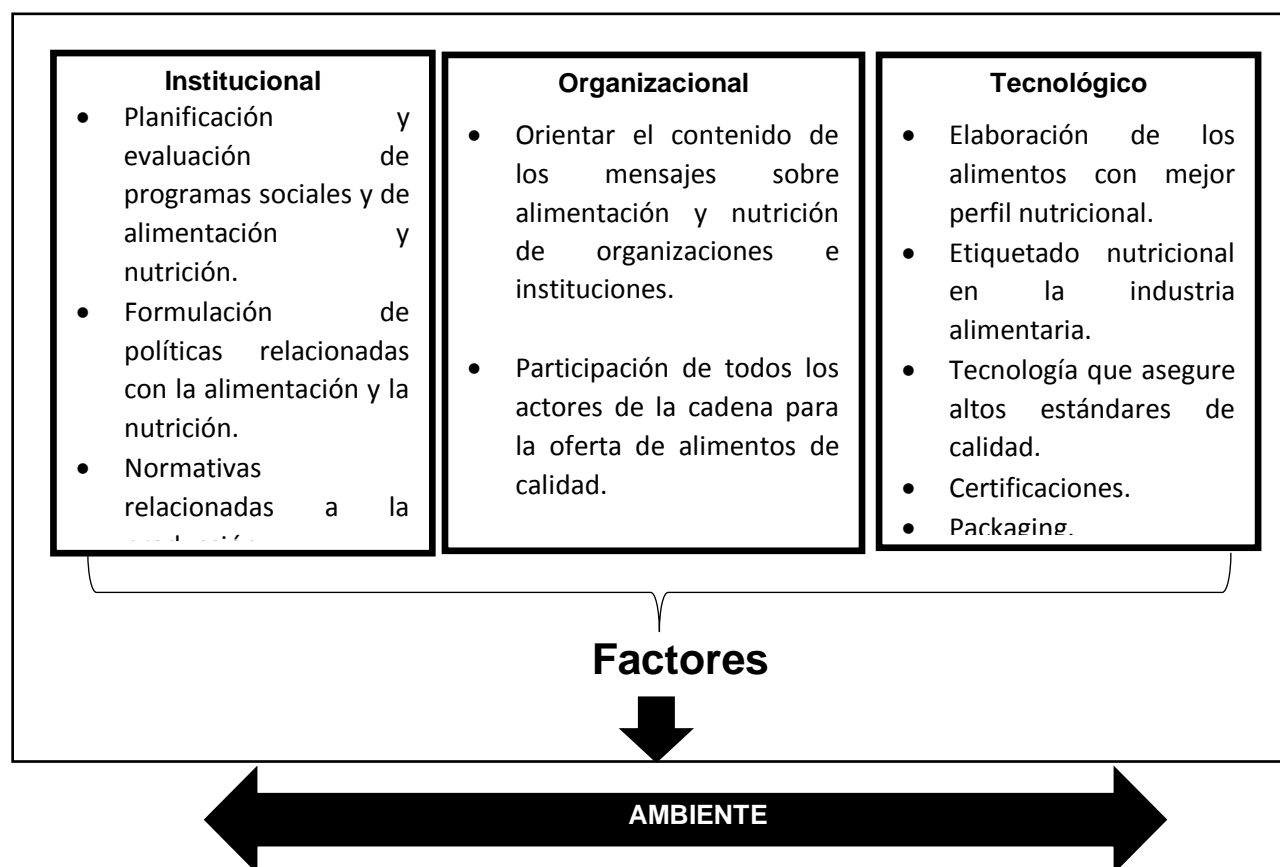 Institucional
• Planificación y
evaluación de
programas sociales y de
alimentación y
nutrición.
• Formulación de
políticas relacionadas
con la alimentación y la
nutrición.
• Normativas
relacionadas a la
Organizacional
• Orientar el contenido de
los mensajes sobre
alimentación y nutrición
de organizaciones e
instituciones.
• Participación de todos los
actores de la cadena para
la oferta de alimentos de
calidad.
Tecnológico
• Elaboración de los
alimentos con mejor
perfil nutricional.
• Etiquetado nutricional
en la industria
alimentaria.
• Tecnología que asegure
altos estándares de
calidad.
• Certificaciones.
• Packaging.
Factores
AMBIENTE